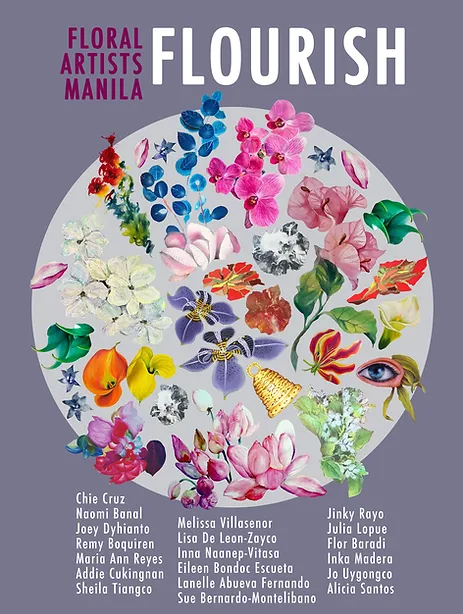 FLORAL
ARTISTS
MANILA
FLOURISH
Chie Cruz
Naomi Banal
Joey Dyhianto
Remy Boquiren
Maria Ann Reyes
Addie Cukingnan
Sheila Tiangco
Melissa Villasenor
Lisa De Leon-Zayco
Inna Naanep-Vitasa
Eileen Bondoc Escueta
Lanelle Abueva Fernando
Sue Bernardo-Montelibano
Jinky Rayo
Julia Lopue
Flor Baradi
Inka Madera
Jo Uygongco
Alicia Santos